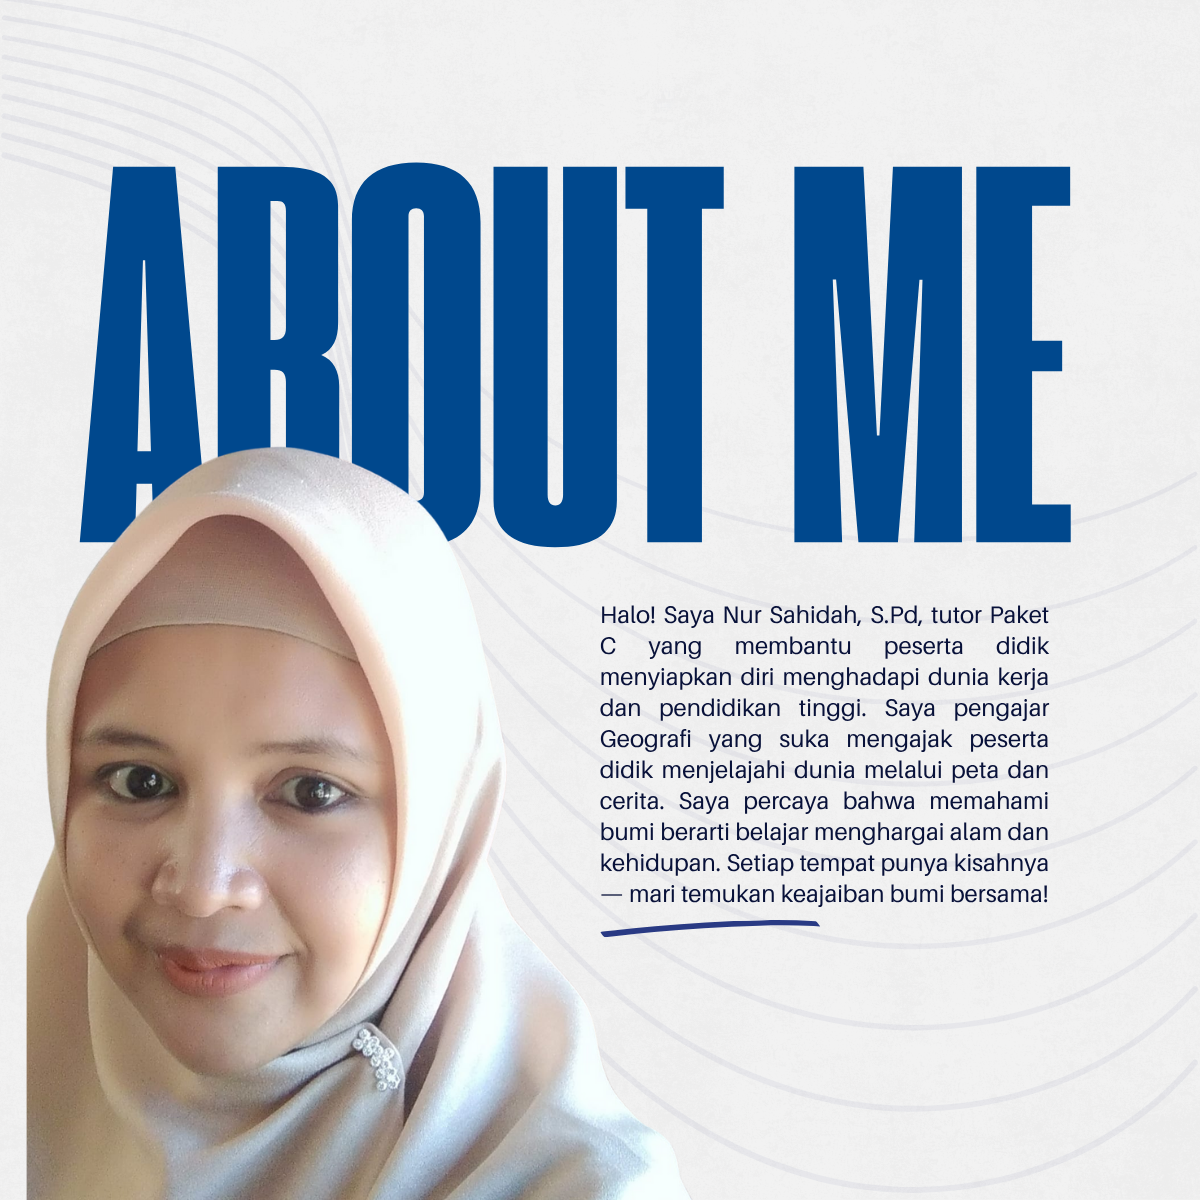 ABOUT ME
Halo! Saya Nur Sahidah, S.Pd, tutor Paket
C yang membantu peserta didik
menyiapkan diri menghadapi dunia kerja
dan pendidikan tinggi. Saya pengajar
Geografi yang suka mengajak peserta
didik menjelajahi dunia melalui peta dan
cerita. Saya percaya bahwa memahami
bumi berarti belajar menghargai alam dan
kehidupan. Setiap tempat punya kisahnya
— mari temukan keajaiban bumi bersama!